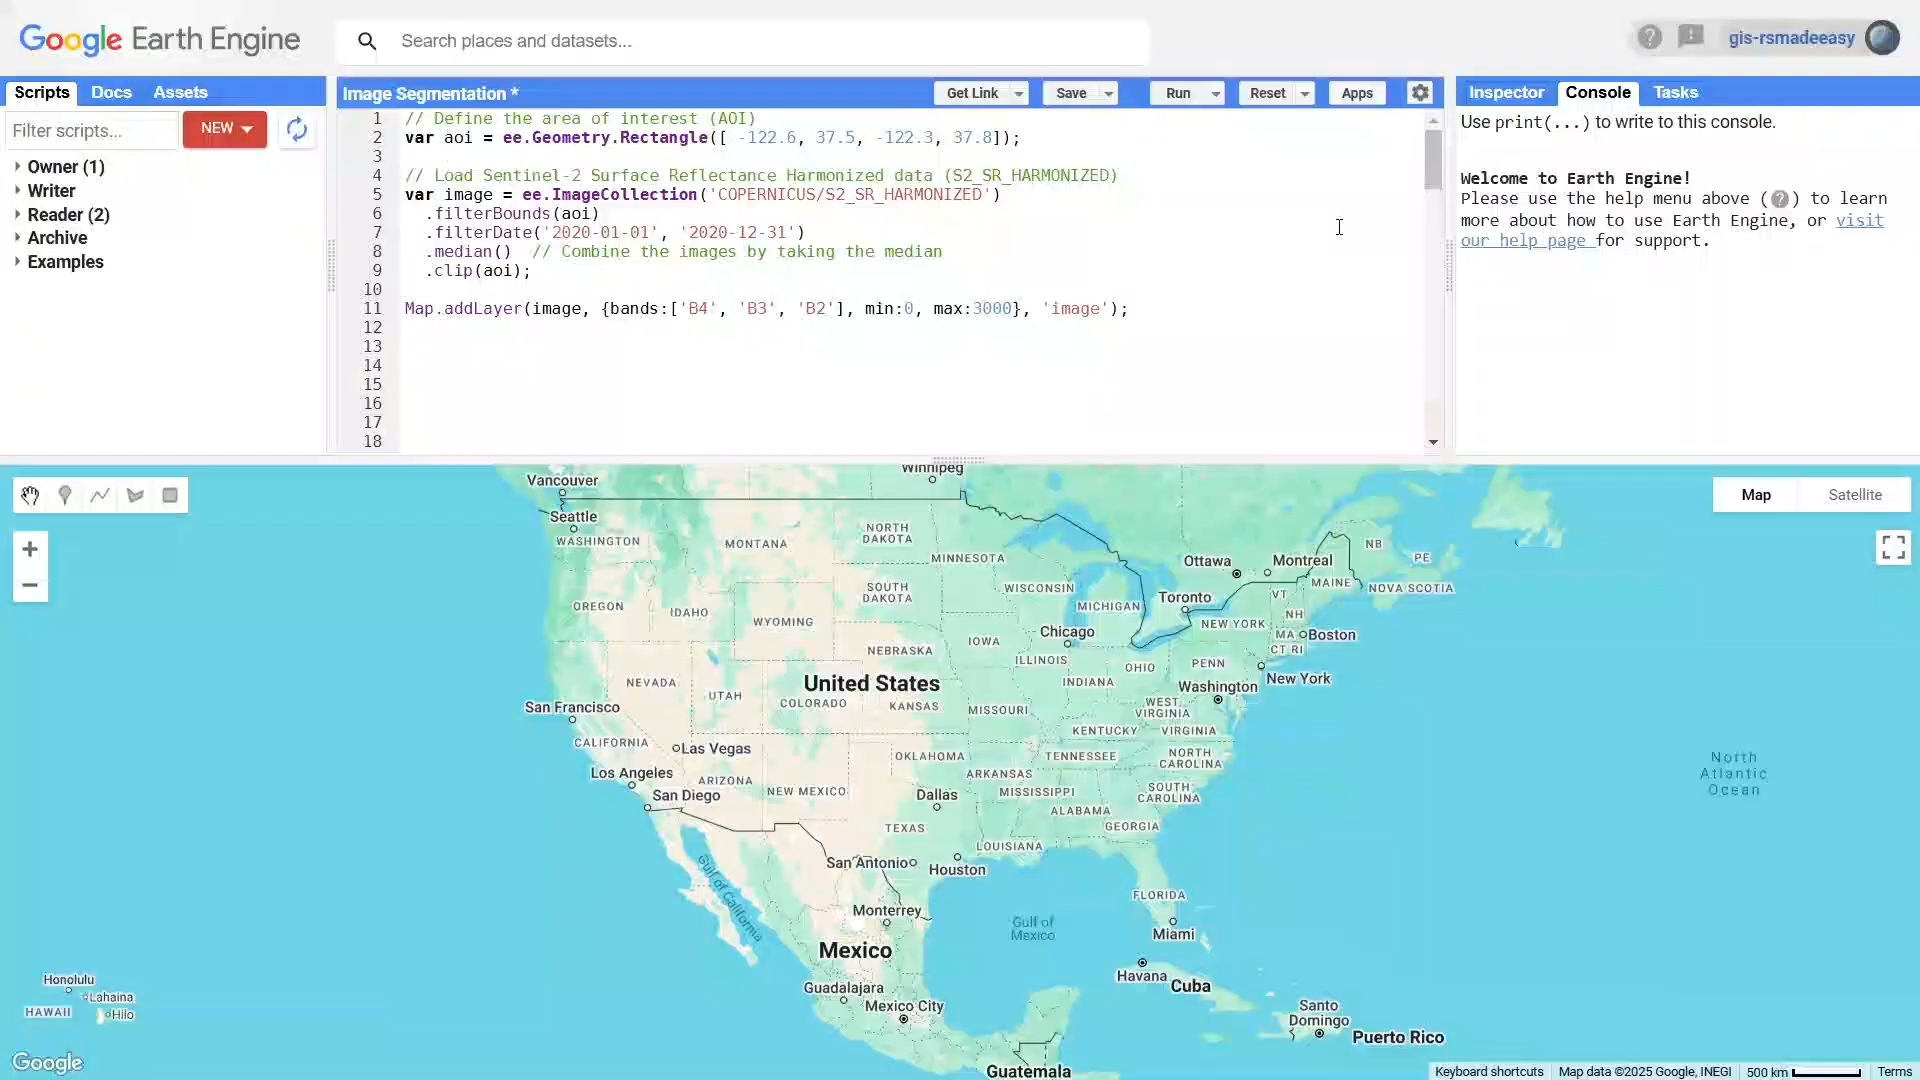 Google Earth Engine
Search places and datasets...
gis-rsmadeeasy
Scripts Docs Assets
Filter scripts...
NEW
Owner (1)
Writer
Reader (2)
Archive
Examples
Image Segmentation *
Get Link
Save
Run
Reset
Apps
1 // Define the area of interest (AOI)
2 var aoi = ee.Geometry.Rectangle([ -122.6, 37.5, -122.3, 37.8]);
3
4 // Load Sentinel-2 Surface Reflectance Harmonized data (S2_SR_HARMONIZED)
5 var image = ee.ImageCollection('COPERNICUS/S2_SR_HARMONIZED')
6 .filterBounds(aoi)
7 .filterDate('2020-01-01', '2020-12-31')
8 .median() // Combine the images by taking the median
9 .clip(aoi);
10
11 Map.addLayer(image, {bands:['B4', 'B3', 'B2'], min:0, max:3000}, 'image');
12
13
14
15
16
17
18
Inspector Console Tasks
Use print(...) to write to this console.
Welcome to Earth Engine!
Please use the help menu above (?) to learn
more about how to use Earth Engine, or visit
our help page for support.
Map Satellite
Vancouver
Winnipeg
Seattle
WASHINGTON
MONTANA
NORTH
DAKOTA
MINNESOTA
Ottawa
Montreal
NB
PE
MAINE
NOVA SCOTIA
OREGON
IDAHO
WYOMING
SOUTH
DAKOTA
WISCONSIN
MICHIGAN
Toronto
VT
NH
NEW YORK
MA
Boston
CT RI
Chicago
IOWA
NEBRASKA
ILLINOIS
OHIO
PENN
NEVADA
UTAH
United States
COLORADO
KANSAS
INDIANA
Washington
New York
San Francisco
MISSOURI
WEST
VIRGINIA
KENTUCKY
VIRGINIA
CALIFORNIA
Las Vegas
OKLAHOMA
TENNESSEE
NORTH
CAROLINA
Los Angeles
ARIZONA
NEW MEXICO
ARKANSAS
MISSISSIPPI
SOUTH
CAROLINA
San Diego
Dallas
ALABAMA
TEXAS
GEORGIA
LOUISIANA
San Antonio
Houston
Gulf of California
FLORIDA
Monterrey
Gulf of
Mexico
Miami
Mexico
Havana
Cuba
Guadalajara
Mexico City
Santo
Domingo
Puerto Rico
Guatemala
North
Atlantic
Ocean
Honolulu
Lahaina
HAWAII
Hilo
Google
Keyboard shortcuts
Map data ©2025 Google, INEGI
500 km
Terms